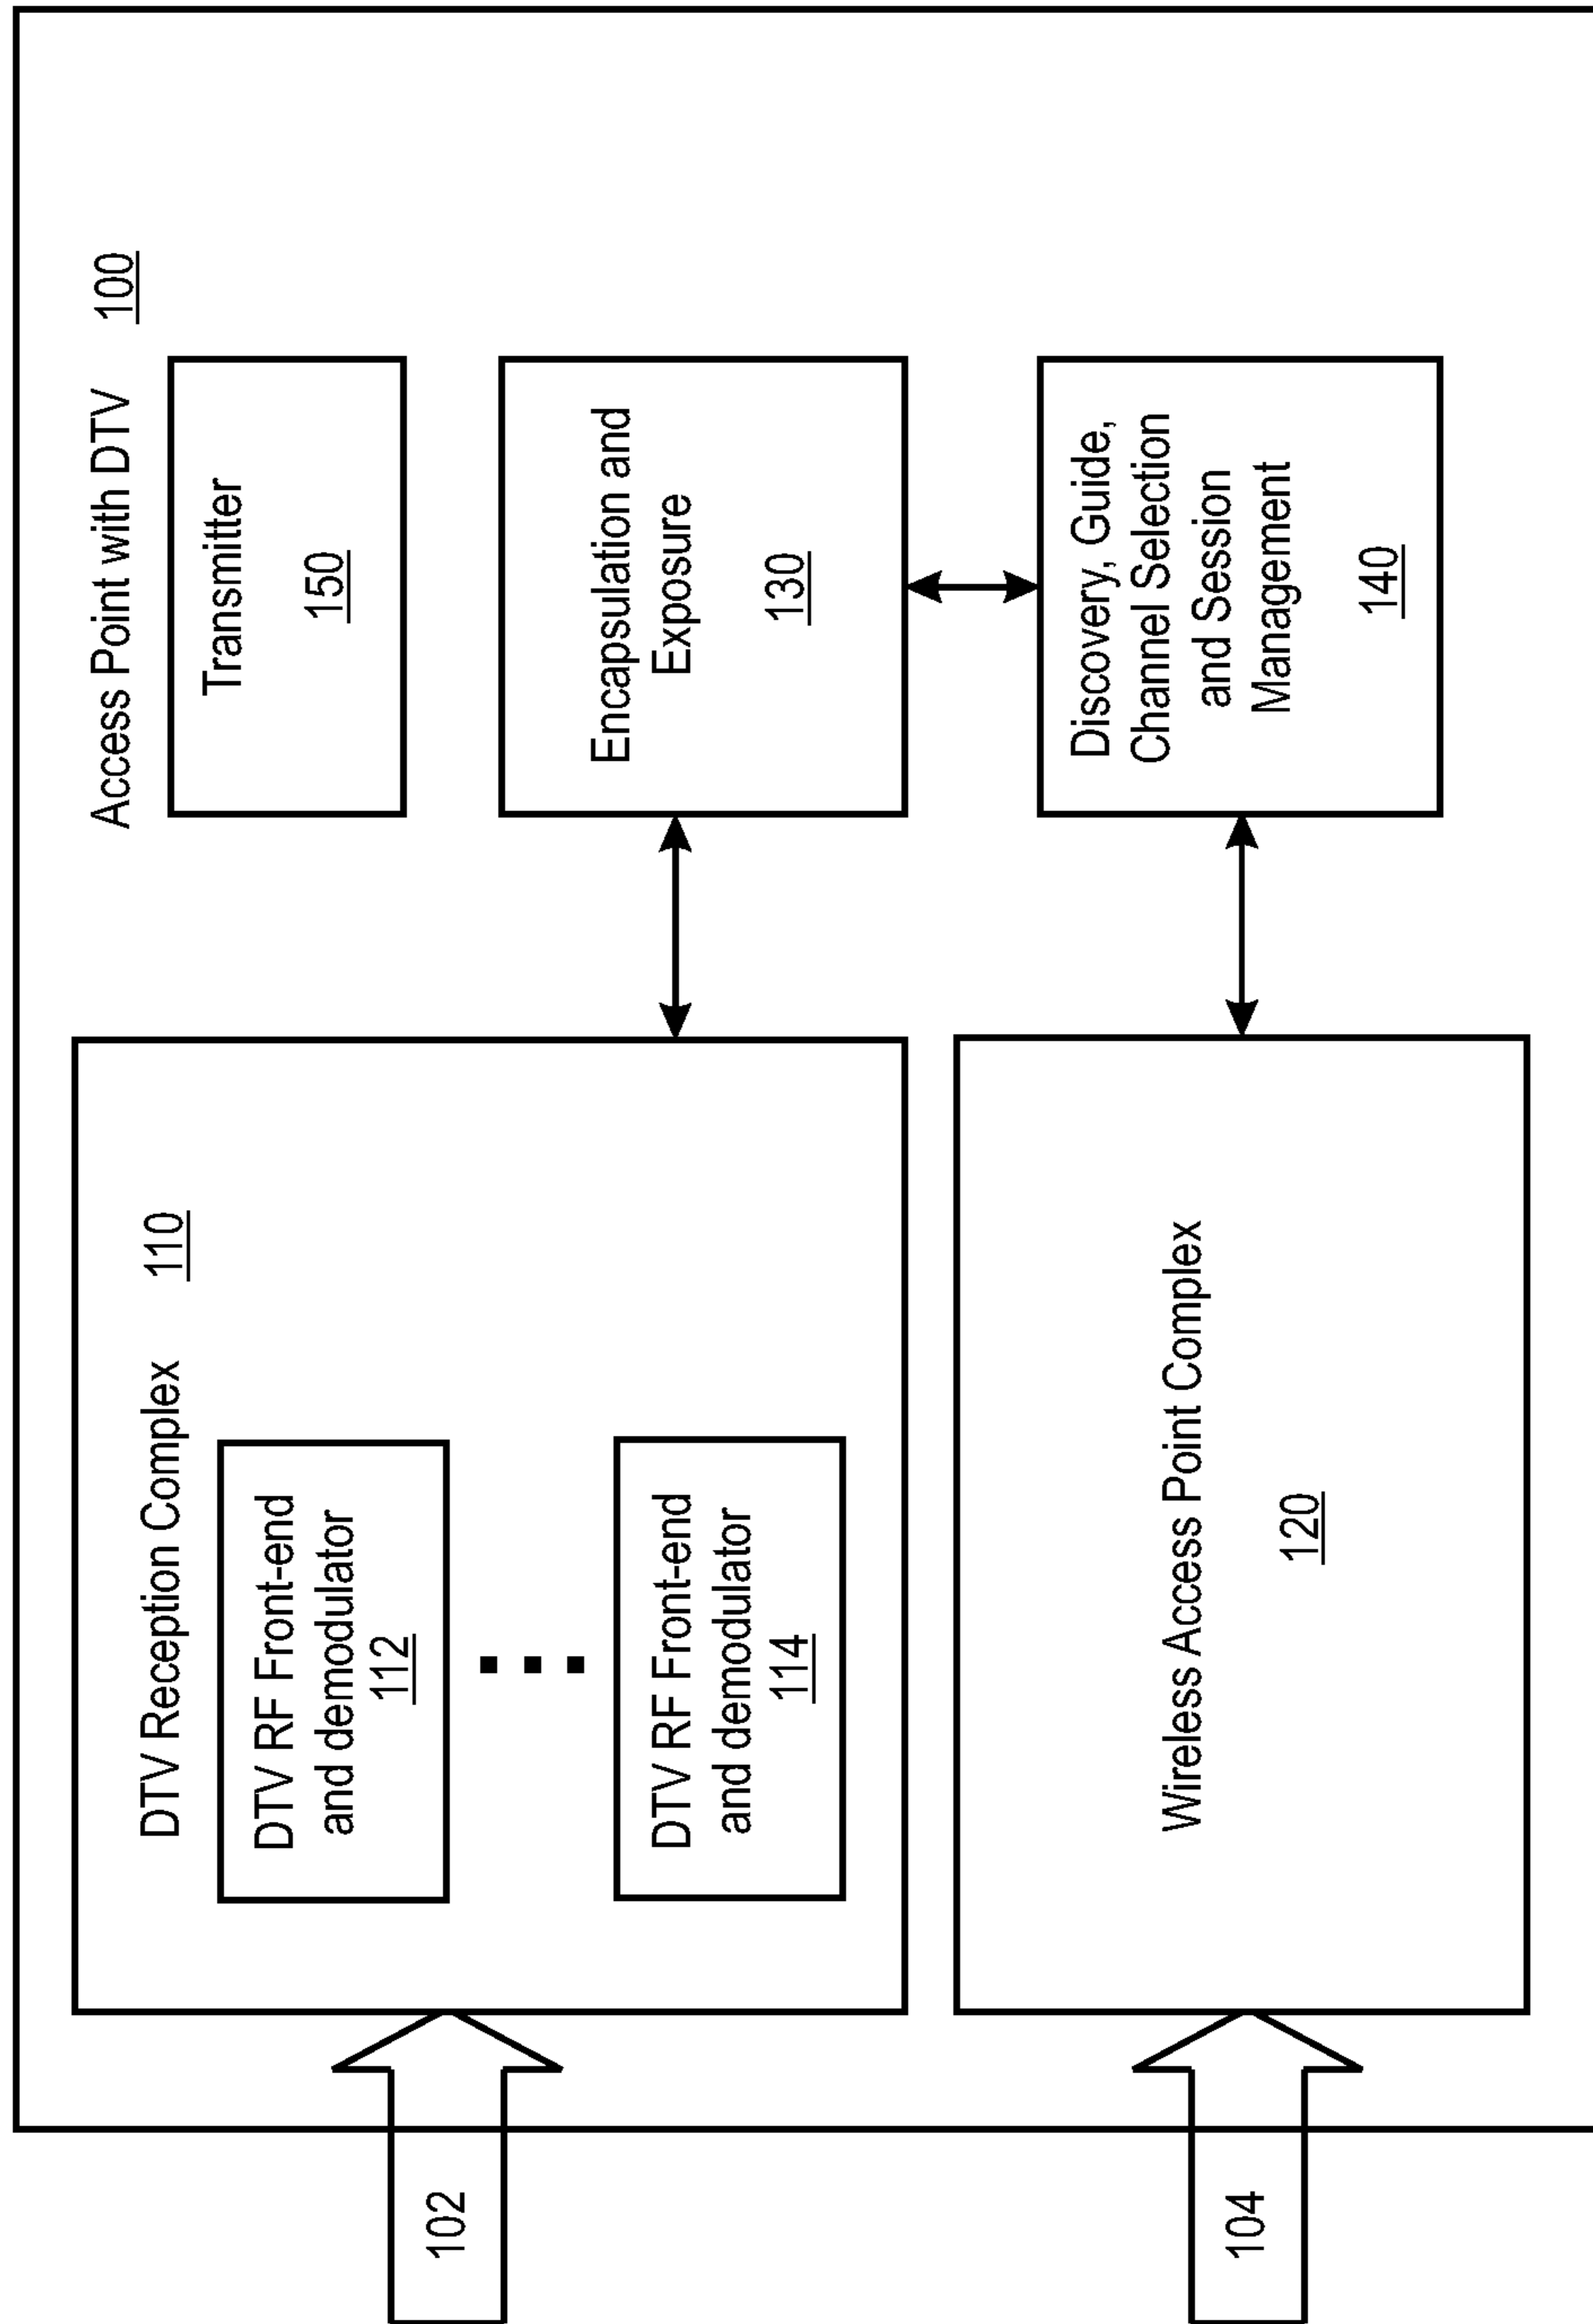 Access Point with DTV 100
DTV Reception Complex 110
DTV RF Front-end
and demodulator
112
DTV RF Front-end
and demodulator
114
102
Transmitter
150
Encapsulation and
Exposure
130
Wireless Access Point Complex
120
104
Discovery, Guide,
Channel Selection
and Session
Management
140